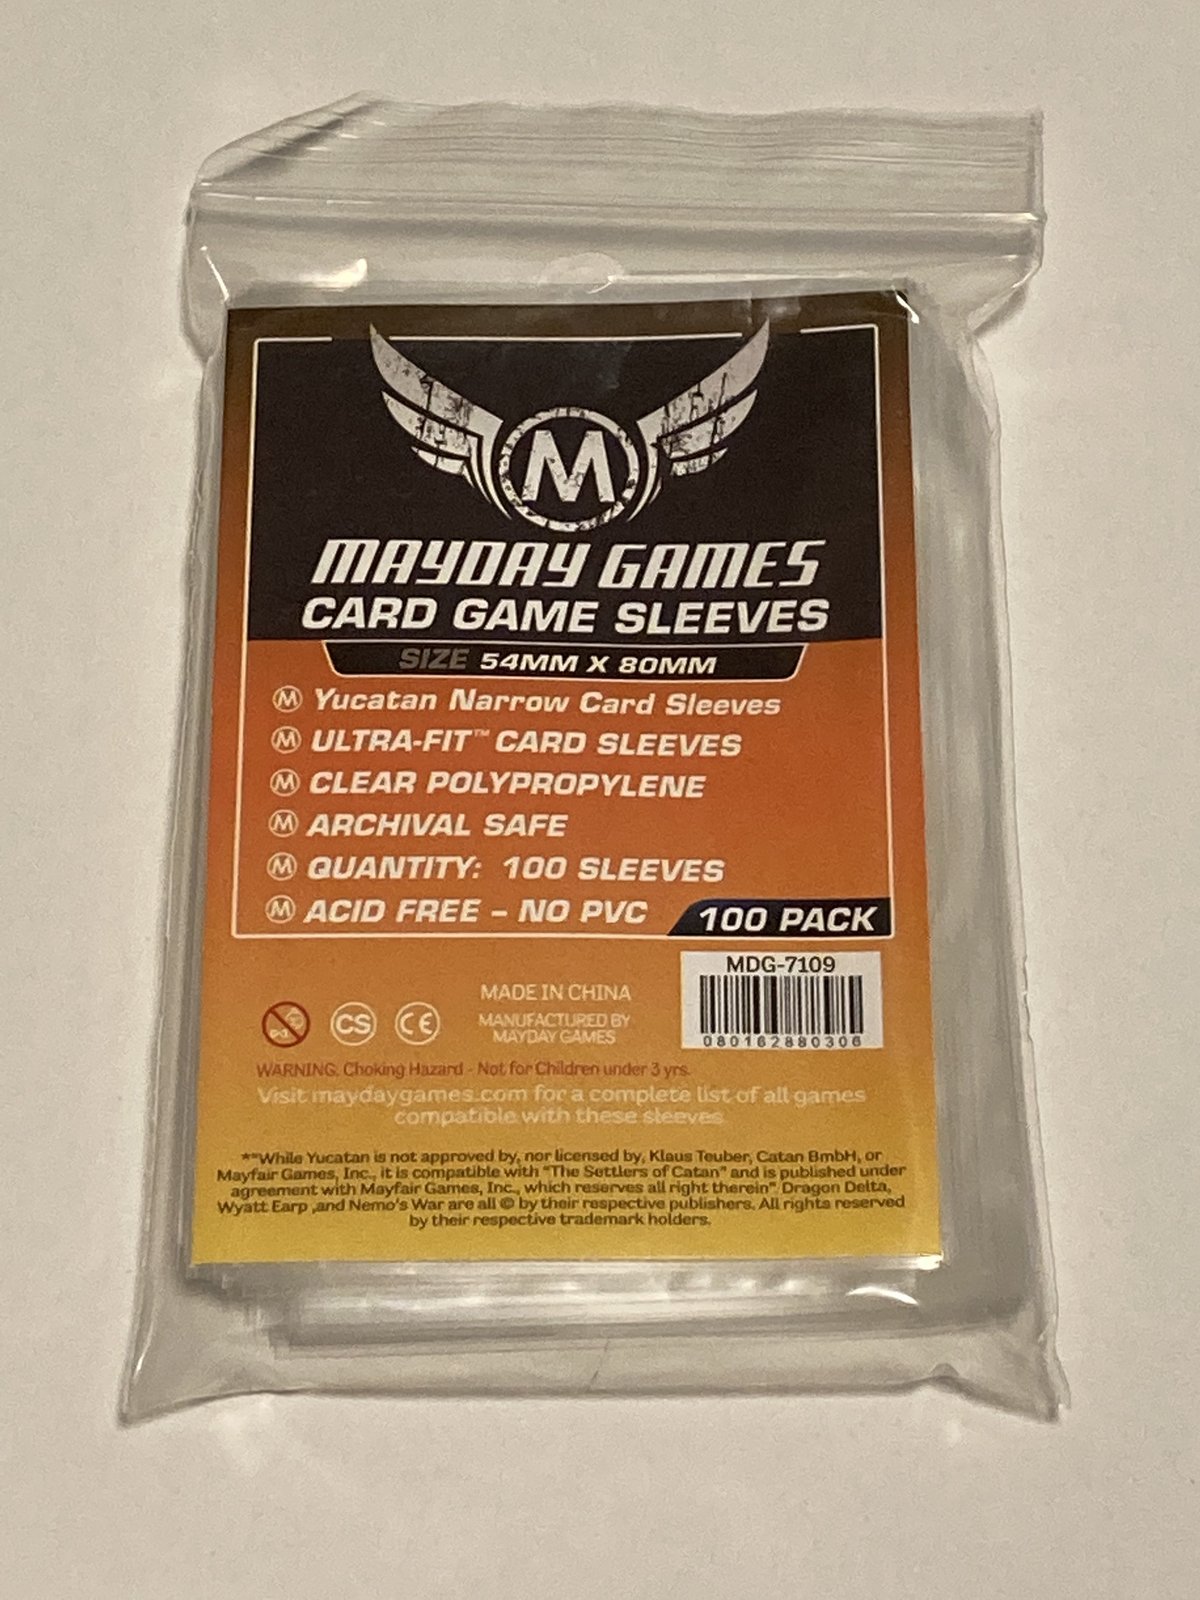 M
MAYDAY GAMES
CARD GAME SLEEVES
SIZE 54MM X 80MM
Yucatan Narrow Card Sleeves
ULTRA-FIT™ CARD SLEEVES
CLEAR POLYPROPYLENE
ARCHIVAL SAFE
QUANTITY: 100 SLEEVES
ACID FREE – NO PVC
100 PACK
MDG-7109
080162880306
MADE IN CHINA
MANUFACTURED BY
MAYDAY GAMES
0-3
CS
CE
WARNING. Choking Hazard - Not for Children under 3 yrs.
Visit maydaygames.com for a complete list of all games
compatible with these sleeves
**While Yucatan is not approved by, nor licensed by, Klaus Teuber, Catan BmbH, or
Mayfair Games, Inc., it is compatible with "The Settlers of Catan" and is published under
agreement with Mayfair Games, Inc., which reserves all right therein" Dragon Delta,
Wyatt Earp ,and Nemo's War are all © by their respective publishers. All rights reserved
by their respective trademark holders.